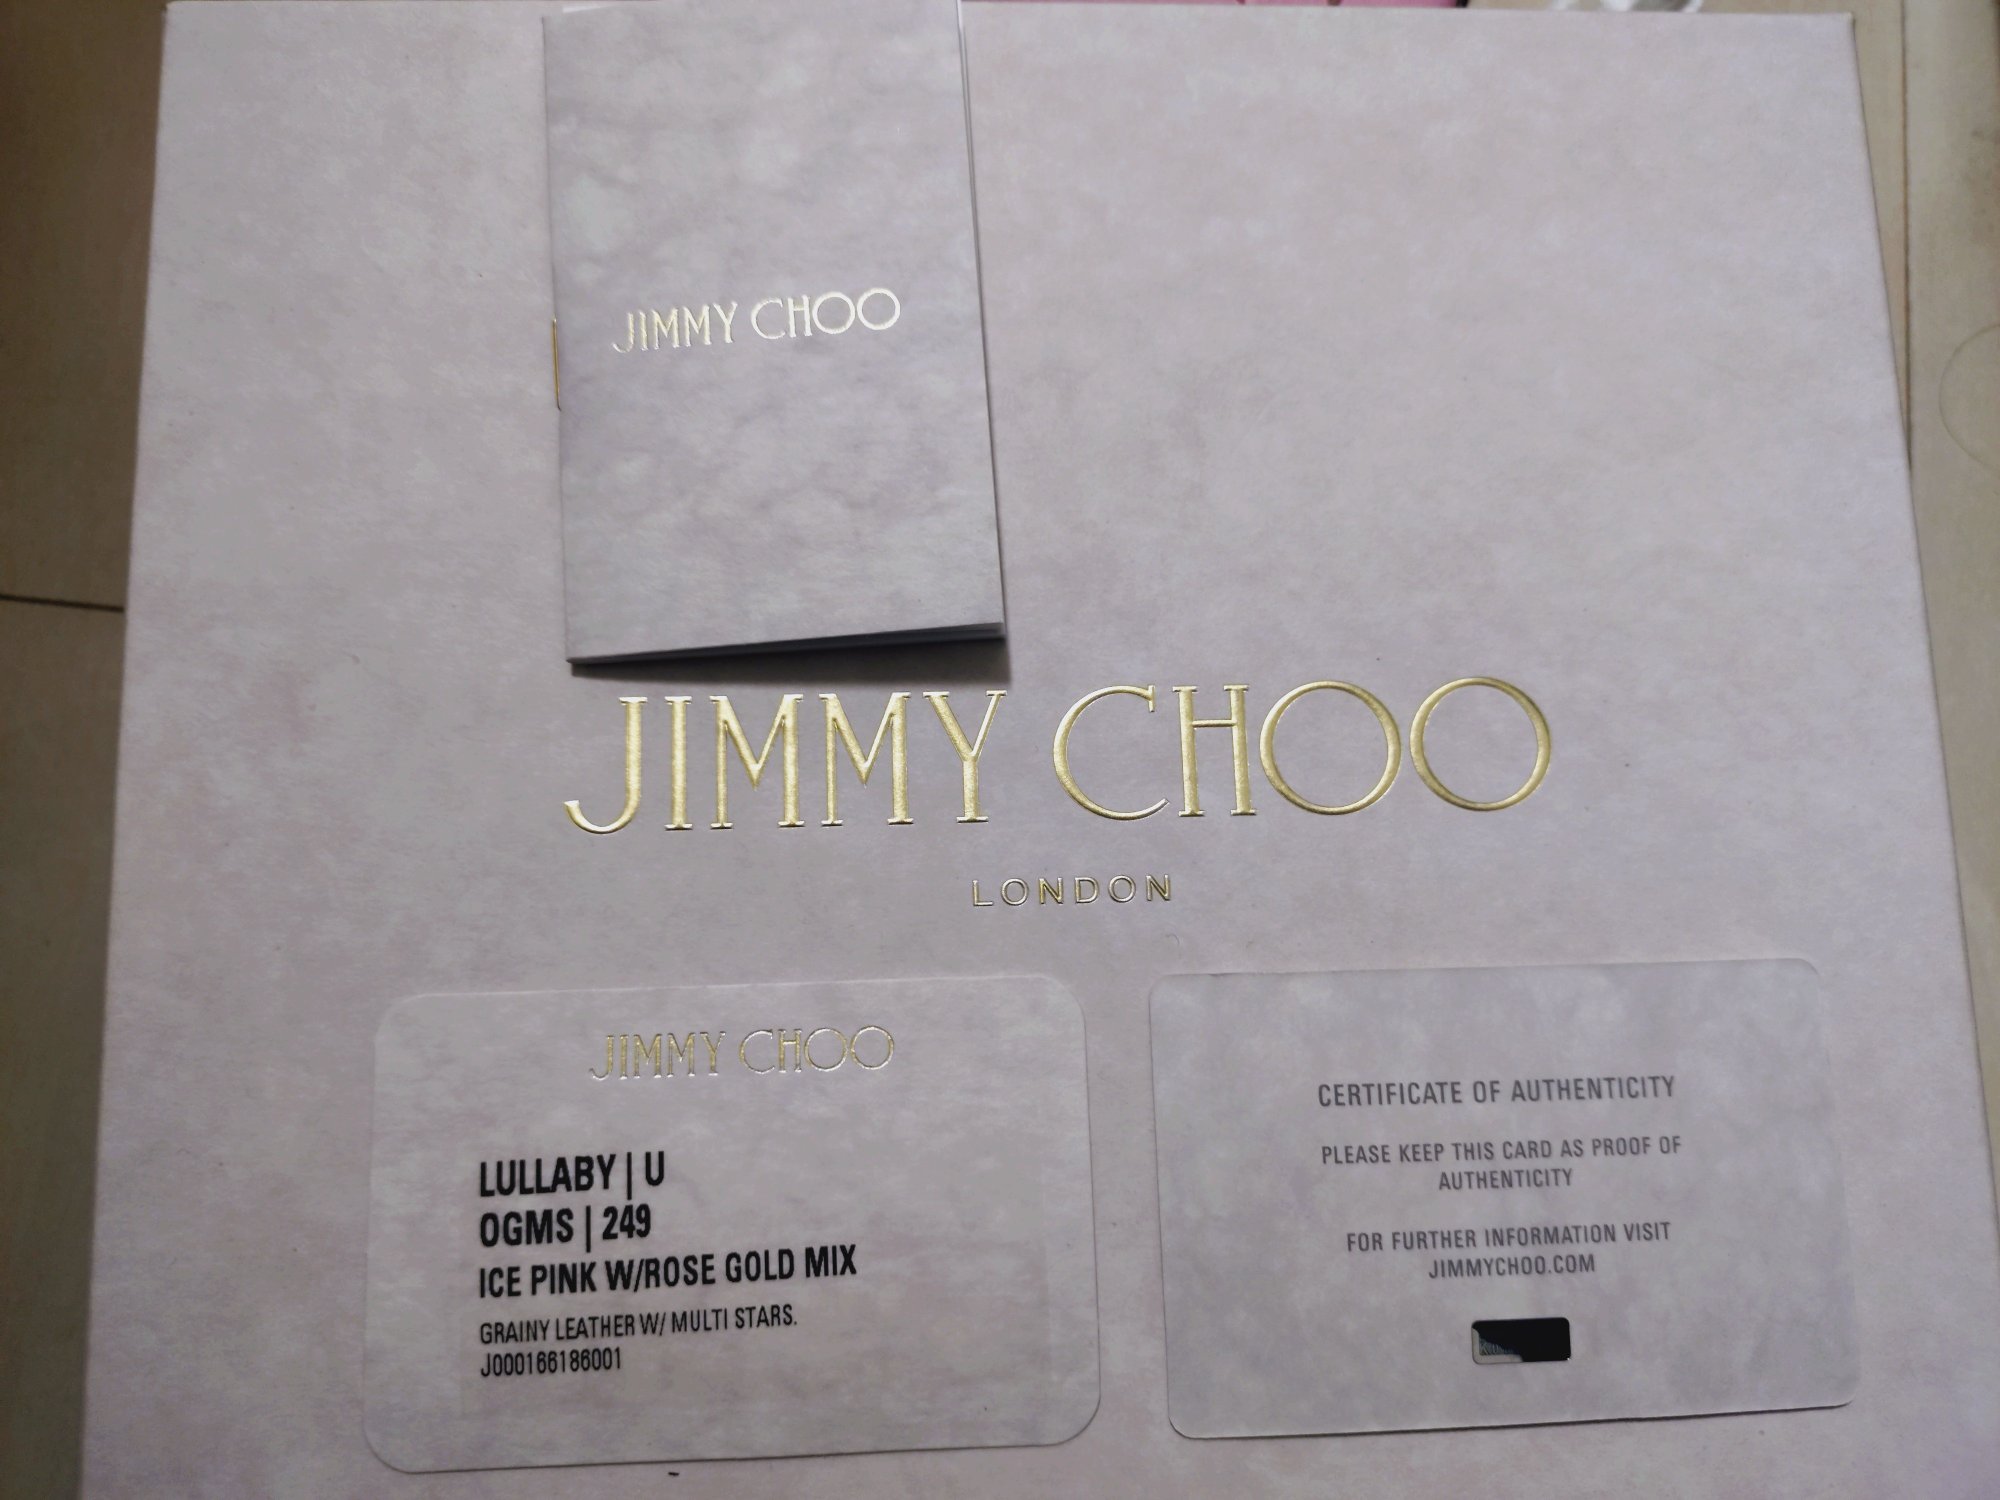 JIMMY CHOO
JIMMY CHOO
LONDON
JIMMY CHOO
LULLABY | U
OGMS | 249
ICE PINK W/ROSE GOLD MIX
GRAINY LEATHER W/ MULTI STARS.
J000166186001
CERTIFICATE OF AUTHENTICITY
PLEASE KEEP THIS CARD AS PROOF OF
AUTHENTICITY
FOR FURTHER INFORMATION VISIT
JIMMYCHOO.COM